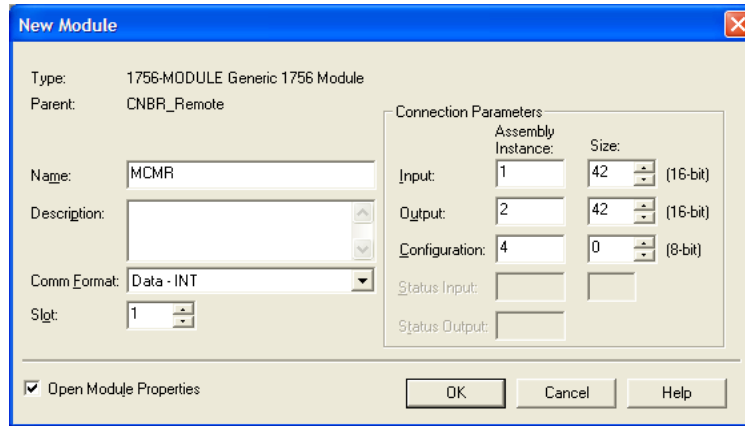 New Module
Type: 1756-MODULE Generic 1756 Module
Parent: CNBR_Remote
Name: MCMR
Description:
Comm Format: Data - INT
Slot: 1
Connection Parameters
Assembly
Instance: Size:
Input: 1 42 (16-bit)
Output: 2 42 (16-bit)
Configuration: 4 0 (8-bit)
Status Input:
Status Output:
Open Module Properties OK Cancel Help